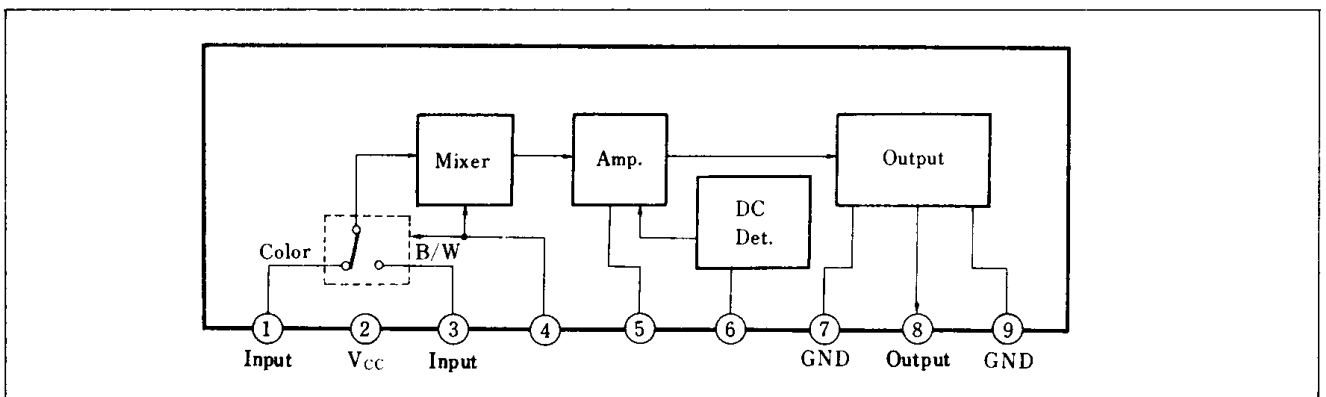 Mixer
Amp.
Output
DC
Det.
Color
B/W
1 2 3 4 5 6 7 8 9
Input V_CC Input GND Output GND